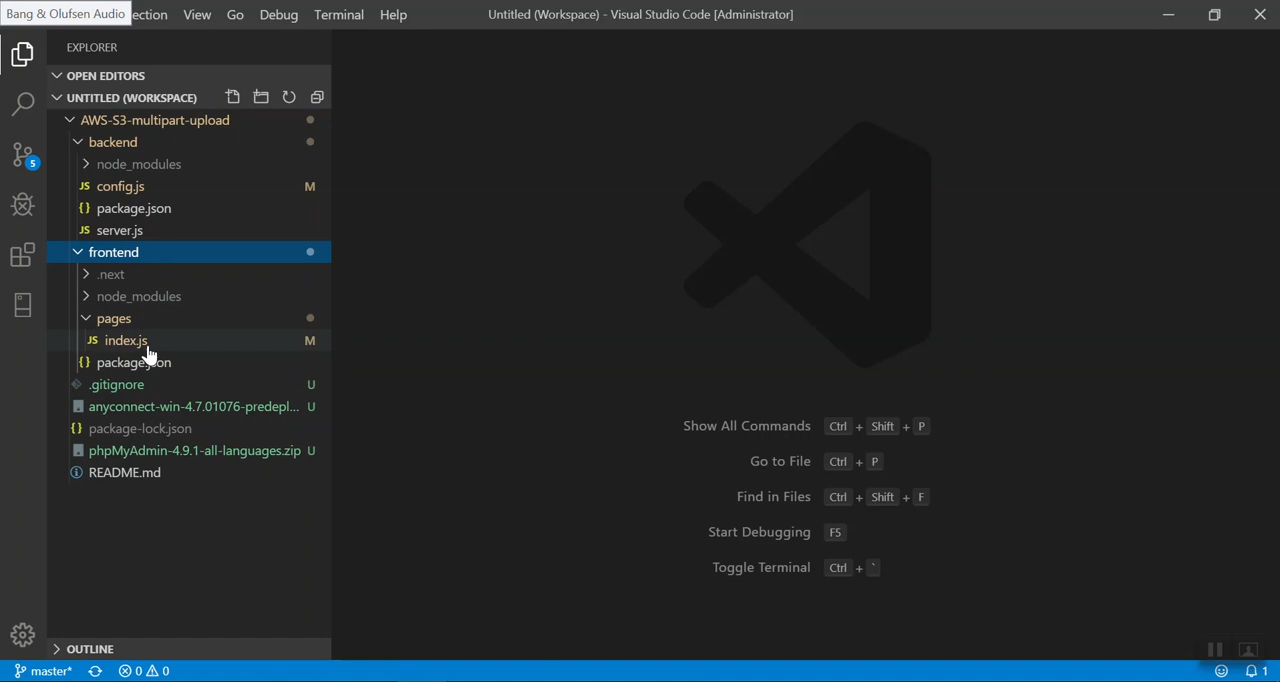 Bang & Olufsen Audio ection View Go Debug Terminal Help Untitled (Workspace) - Visual Studio Code [Administrator]
EXPLORER
OPEN EDITORS
UNTITLED (WORKSPACE)
AWS-S3-multipart-upload
backend
node_modules
JS config.js M
{} package.json
JS server.js
5
frontend
.next
node_modules
pages
JS index.js M
{} package.json
.gitignore U
anyconnect-win-4.7.01076-predepl... U
{} package-lock.json
phpMyAdmin-4.9.1-all-languages.zip U
README.md
Show All Commands Ctrl + Shift + P
Go to File Ctrl + P
Find in Files Ctrl + Shift + F
Start Debugging F5
Toggle Terminal Ctrl + `
OUTLINE
master* 0 0 1